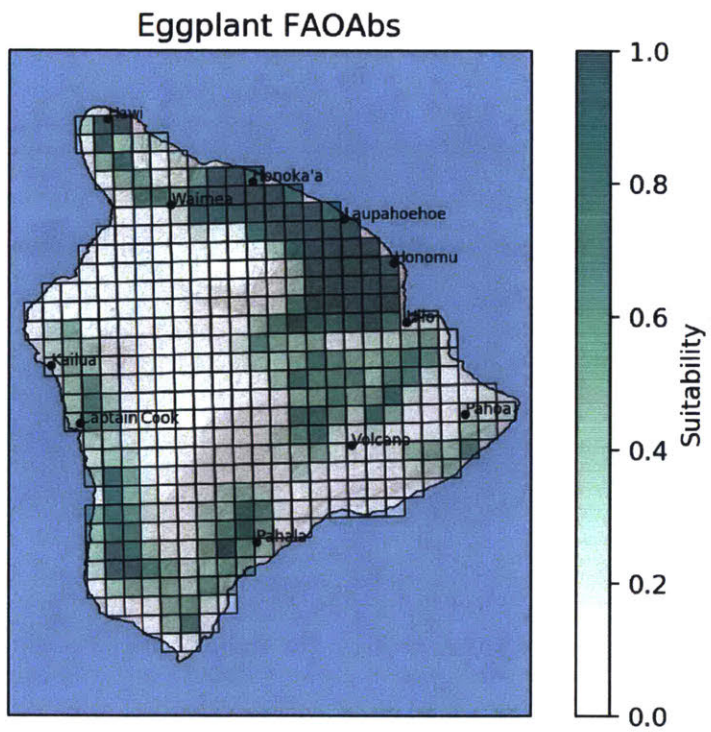 Eggplant FAOAbs
Hawi
Honoka'a
Waimea
Laupahoehoe
Honomu
Hilo
Kailua
Captain Cook
Pahoa
Volcano
Pahala
1.0
0.8
0.6
0.4
0.2
0.0
Suitability